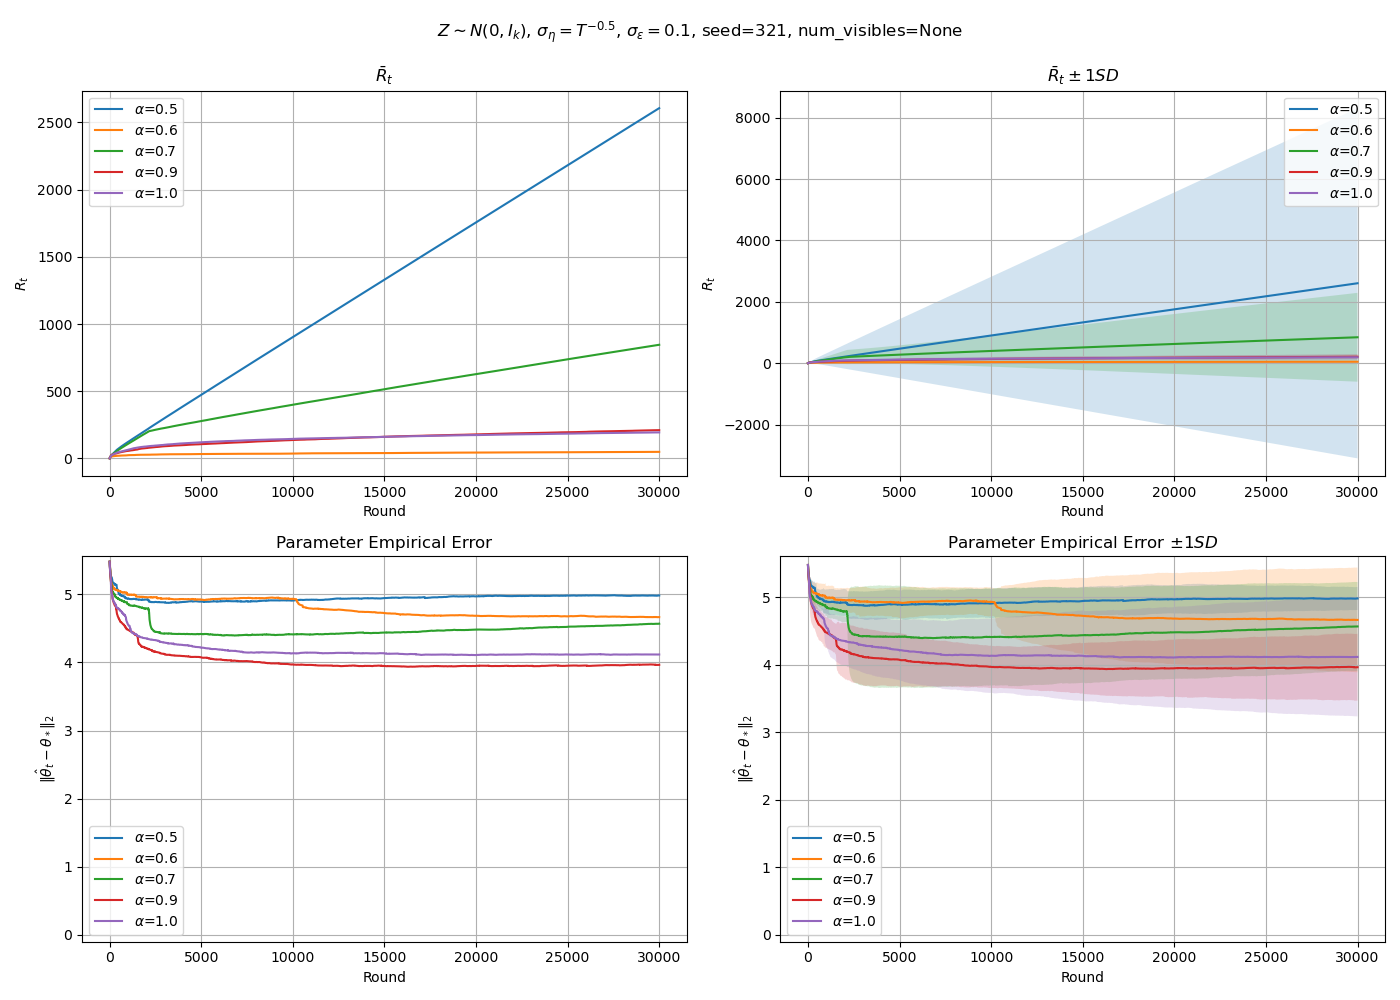 Z ∼ N(0, I_k), σ_η = T^{−0.5}, σ_ε = 0.1, seed=321, num_visibles=None
R̄_t
R_t
2500
2000
1500
1000
500
0
α=0.5
α=0.6
α=0.7
α=0.9
α=1.0
0 5000 10000 15000 20000 25000 30000
Round
R̄_t ± 1SD
R_t
8000
6000
4000
2000
0
−2000
α=0.5
α=0.6
α=0.7
α=0.9
α=1.0
0 5000 10000 15000 20000 25000 30000
Round
Parameter Empirical Error
‖θ̂_t − θ_*‖_2
5
4
3
2
1
0
α=0.5
α=0.6
α=0.7
α=0.9
α=1.0
0 5000 10000 15000 20000 25000 30000
Round
Parameter Empirical Error ±1SD
‖θ̂_t − θ_*‖_2
5
4
3
2
1
0
α=0.5
α=0.6
α=0.7
α=0.9
α=1.0
0 5000 10000 15000 20000 25000 30000
Round